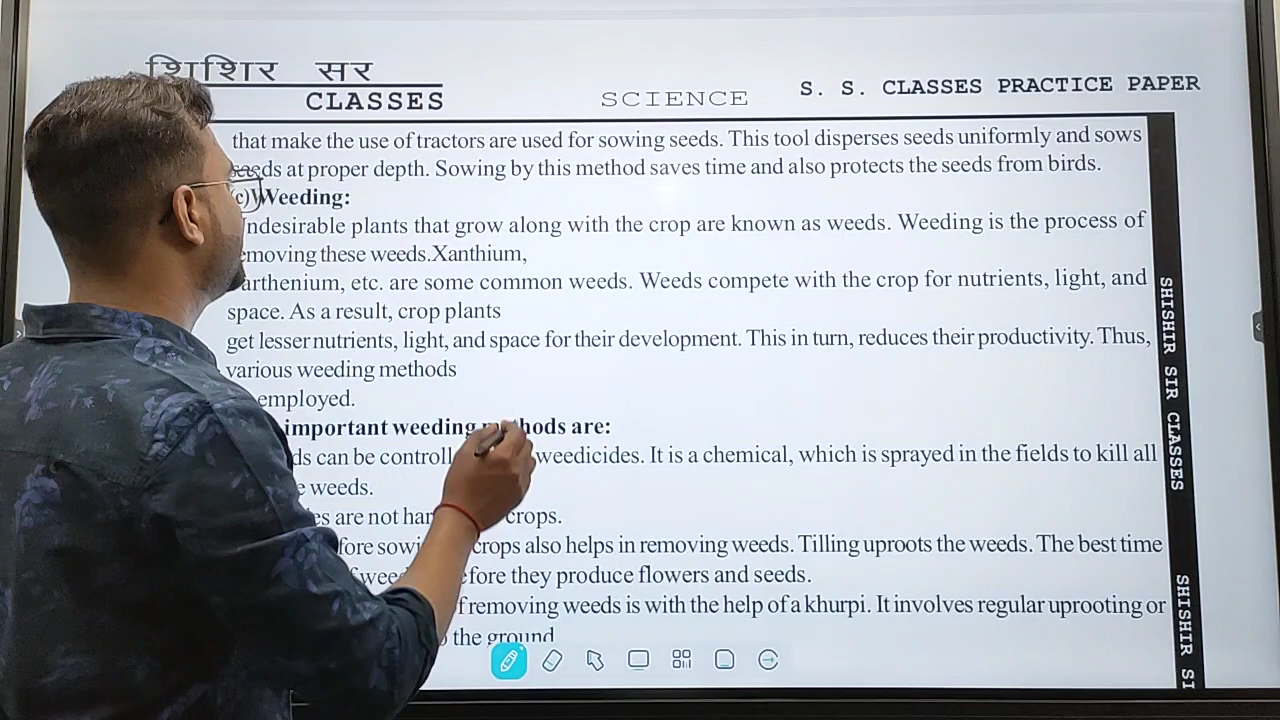 शिशिर सर
CLASSES
SCIENCE
S. S. CLASSES PRACTICE PAPER
that make the use of tractors are used for sowing seeds. This tool disperses seeds uniformly and sows
seeds at proper depth. Sowing by this method saves time and also protects the seeds from birds.
(c)Weeding:
Undesirable plants that grow along with the crop are known as weeds. Weeding is the process of
emoving these weeds.Xanthium,
arthenium, etc. are some common weeds. Weeds compete with the crop for nutrients, light, and
space. As a result, crop plants
get lesser nutrients, light, and space for their development. This in turn, reduces their productivity. Thus,
various weeding methods
employed.
important weeding methods are:
ds can be controll weedicides. It is a chemical, which is sprayed in the fields to kill all
e weeds.
es are not har crops.
fore sowi crops also helps in removing weeds. Tilling uproots the weeds. The best time
f weed efore they produce flowers and seeds.
f removing weeds is with the help of a khurpi. It involves regular uprooting or
the ground
SHISHIR SIR CLASSES
SHISHIR SI